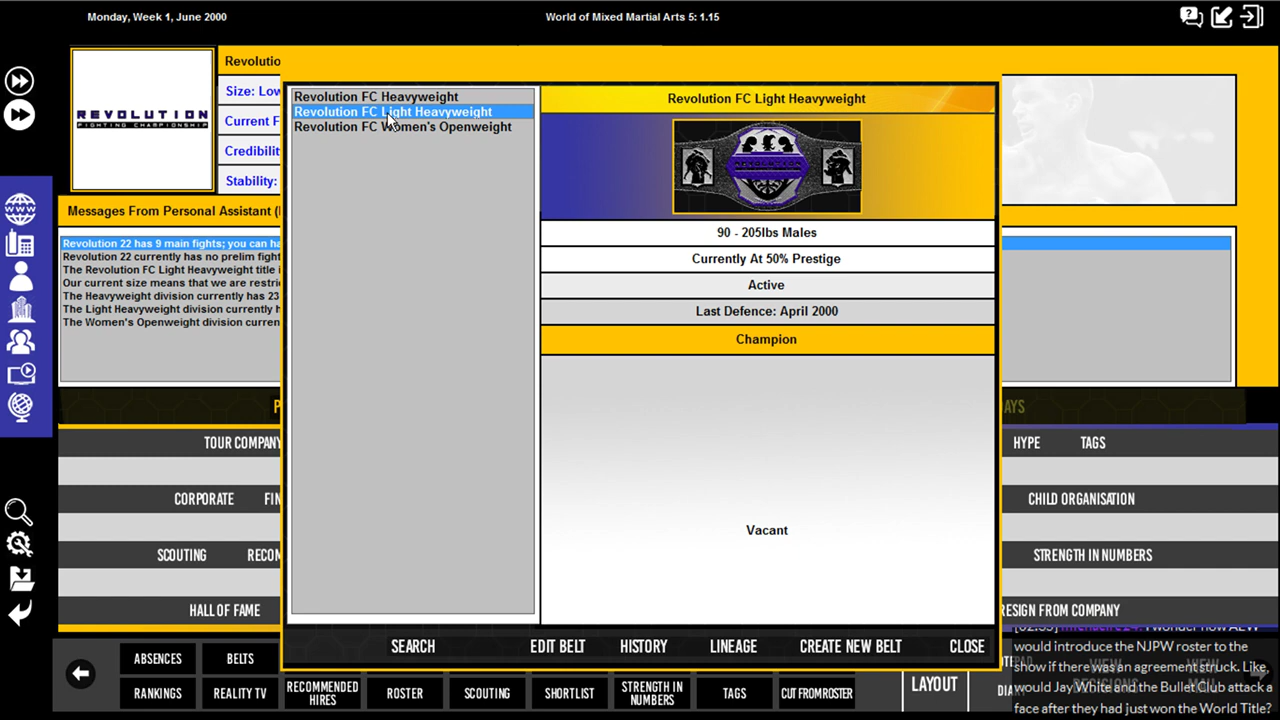 Monday, Week 1, June 2000
World of Mixed Martial Arts 5: 1.15
REVOLUTION
FIGHTING CHAMPIONSHIP
Revolutio
Size: Low
Current F
Credibilit
Stability:
Messages From Personal Assistant (
Revolution 22 has 9 main fights; you can ha
Revolution 22 currently has no prelim fight
The Revolution FC Light Heavyweight title i
Our current size means that we are restri
The Heavyweight division currently has 23
The Light Heavyweight division currently h
The Women's Openweight division curren
Revolution FC Heavyweight
Revolution FC Light Heavyweight
Revolution FC Women's Openweight
Revolution FC Light Heavyweight
REVOLUTION
90 - 205lbs Males
Currently At 50% Prestige
Active
Last Defence: April 2000
Champion
Vacant
SEARCH
EDIT BELT
HISTORY
LINEAGE
CREATE NEW BELT
CLOSE
P
AYS
TOUR COMPANY
HYPE
TAGS
CORPORATE
FIN
CHILD ORGANISATION
SCOUTING
RECOM
STRENGTH IN NUMBERS
HALL OF FAME
RESIGN FROM COMPANY
ABSENCES
BELTS
RANKINGS
REALITY TV
RECOMMENDED HIRES
ROSTER
SCOUTING
SHORTLIST
STRENGTH IN NUMBERS
TAGS
CUT FROM ROSTER
LAYOUT
I wonder how AEW
would introduce the NJPW roster to the
show if there was an agreement struck. Like,
would Jay White and the Bullet Club attack a
face after they had just won the World Title?